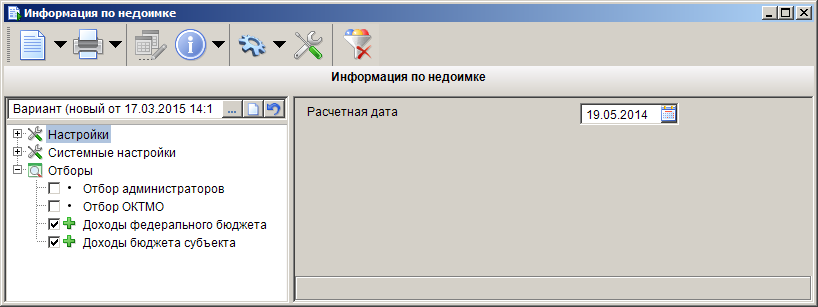 Информация по недоимке
Информация по недоимке
Вариант (новый от 17.03.2015 14:1 ...
Расчетная дата 19.05.2014
Настройки
Системные настройки
Отборы
Отбор администраторов
Отбор ОКТМО
Доходы федерального бюджета
Доходы бюджета субъекта